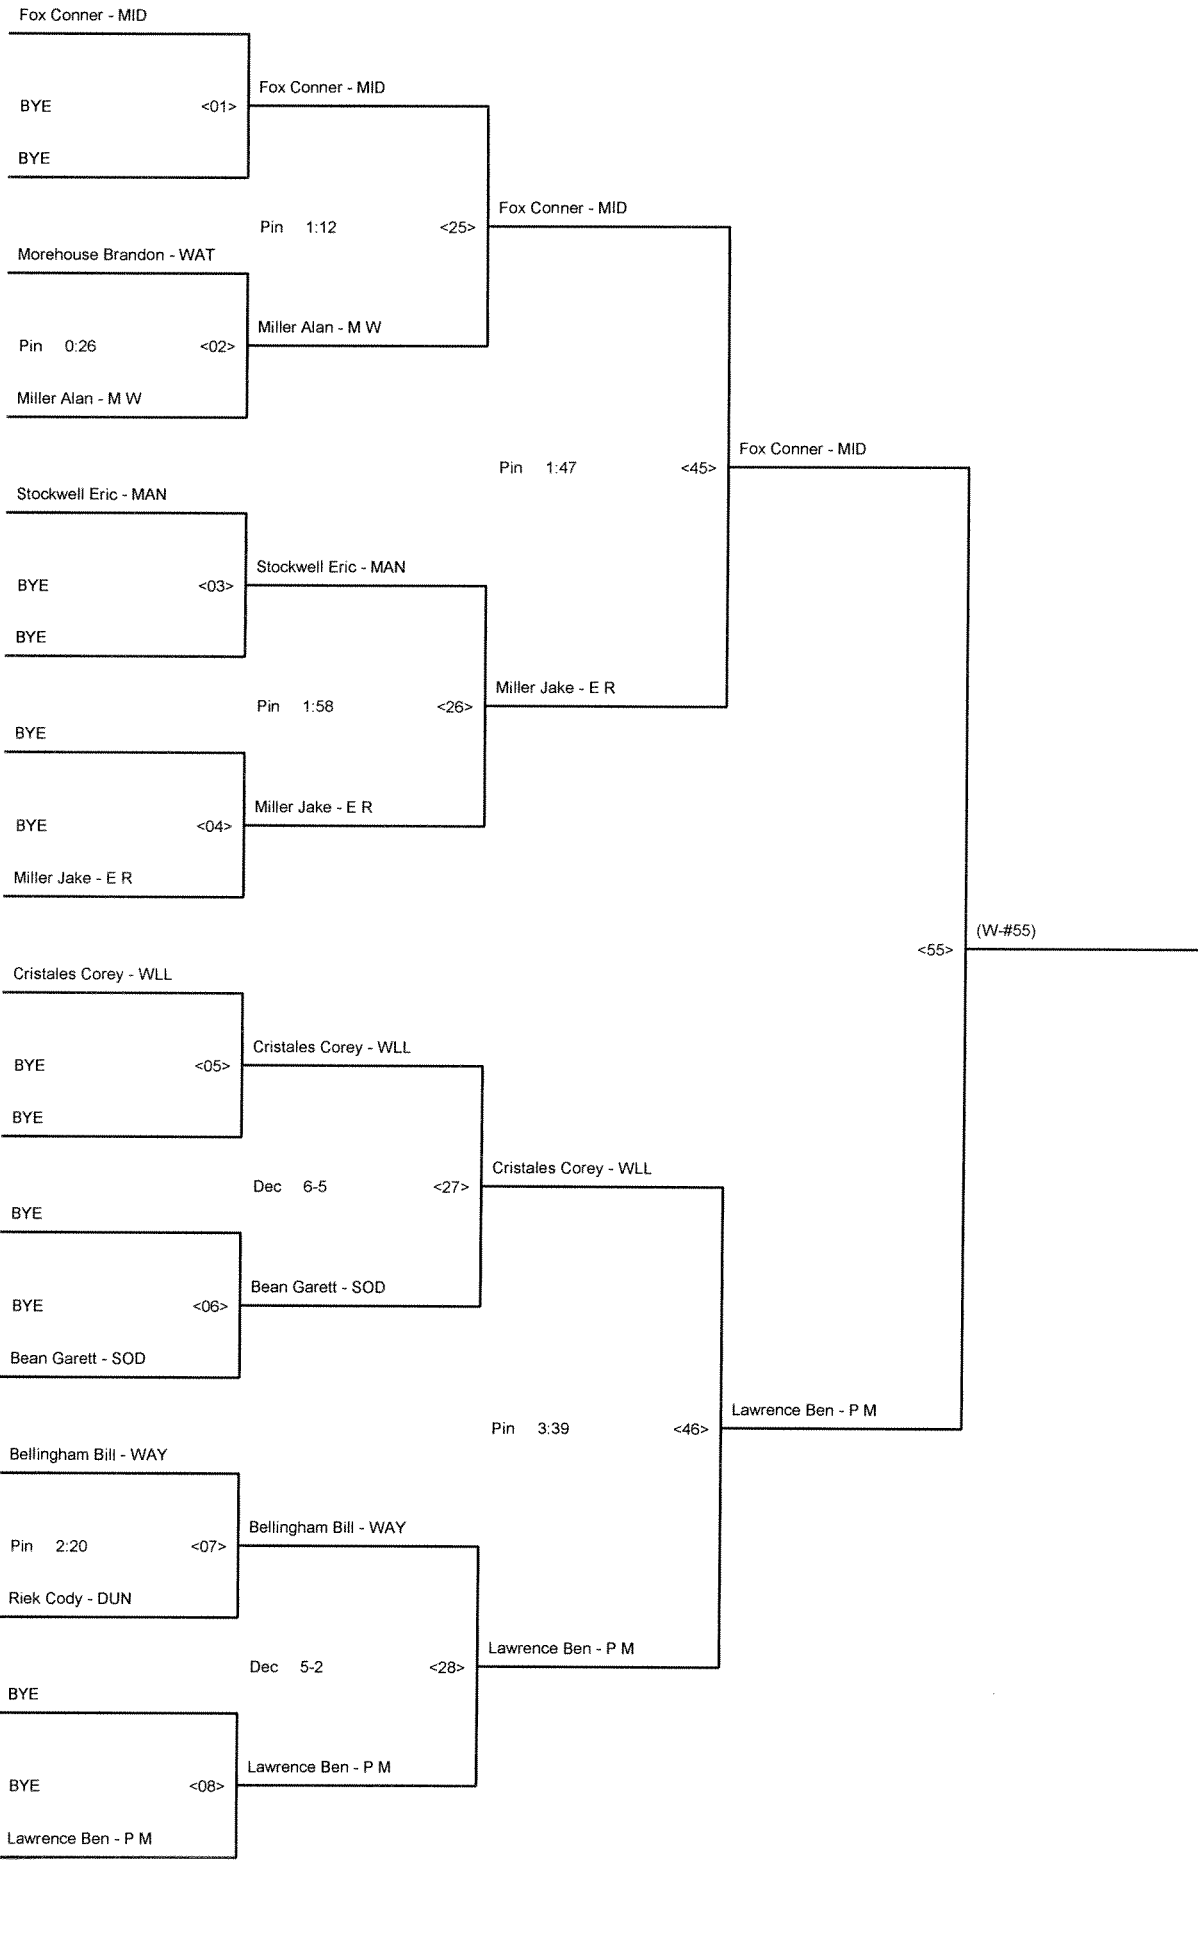 Fox Conner - MID
Fox Conner - MID
BYE <01>
BYE
Fox Conner - MID
Pin 1:12 <25>
Morehouse Brandon - WAT
Miller Alan - M W
Pin 0:26 <02>
Miller Alan - M W
Fox Conner - MID
Pin 1:47 <45>
Stockwell Eric - MAN
Stockwell Eric - MAN
BYE <03>
BYE
Miller Jake - E R
Pin 1:58 <26>
BYE
Miller Jake - E R
BYE <04>
Miller Jake - E R
(W-#55)
<55>
Cristales Corey - WLL
Cristales Corey - WLL
BYE <05>
BYE
Cristales Corey - WLL
Dec 6-5 <27>
BYE
Bean Garett - SOD
BYE <06>
Bean Garett - SOD
Lawrence Ben - P M
Pin 3:39 <46>
Bellingham Bill - WAY
Bellingham Bill - WAY
Pin 2:20 <07>
Riek Cody - DUN
Lawrence Ben - P M
Dec 5-2 <28>
BYE
Lawrence Ben - P M
BYE <08>
Lawrence Ben - P M